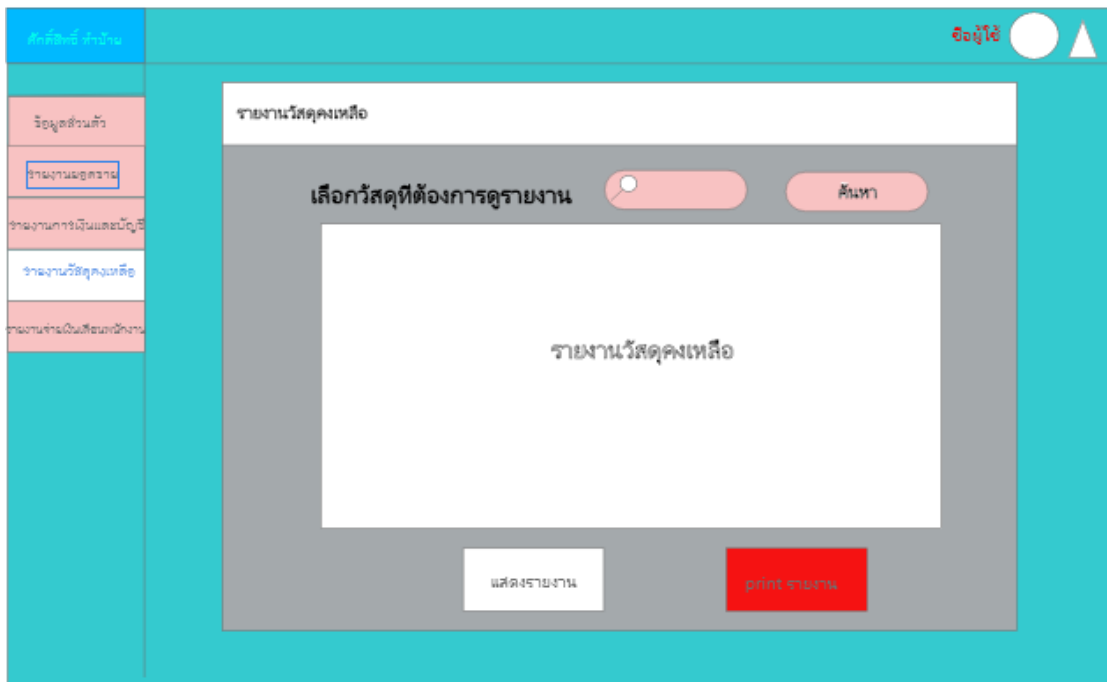 ศักดิ์สิทธิ์ ทำบ้าน
ชื่อผู้ใช้
ข้อมูลส่วนตัว
รายงานยอดขาย
รายงานการเงินและบัญชี
รายงานวัสดุคงเหลือ
รายงานจ่ายเงินเดือนพนักงาน
รายงานวัสดุคงเหลือ
เลือกวัสดุที่ต้องการดูรายงาน
ค้นหา
รายงานวัสดุคงเหลือ
แสดงรายงาน
print รายงาน